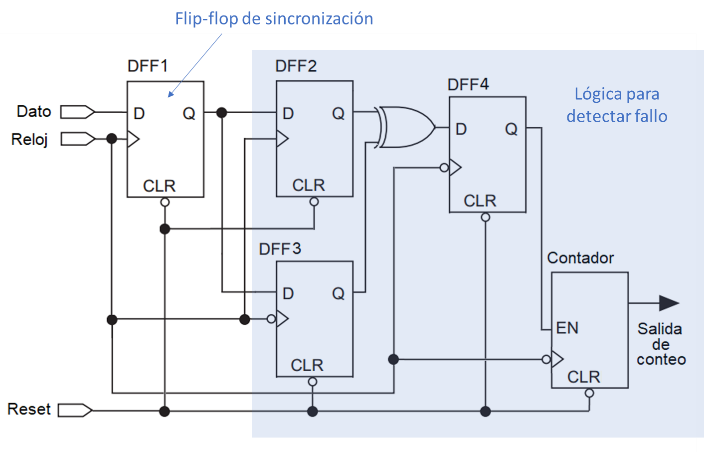 Flip-flop de sincronización
DFF1
DFF2
DFF4
Lógica para
detectar fallo
Dato
D
Q
D
Q
D
Q
Reloj
CLR
CLR
CLR
DFF3
Contador
D
Q
EN
Salida
de
conteo
CLR
CLR
Reset